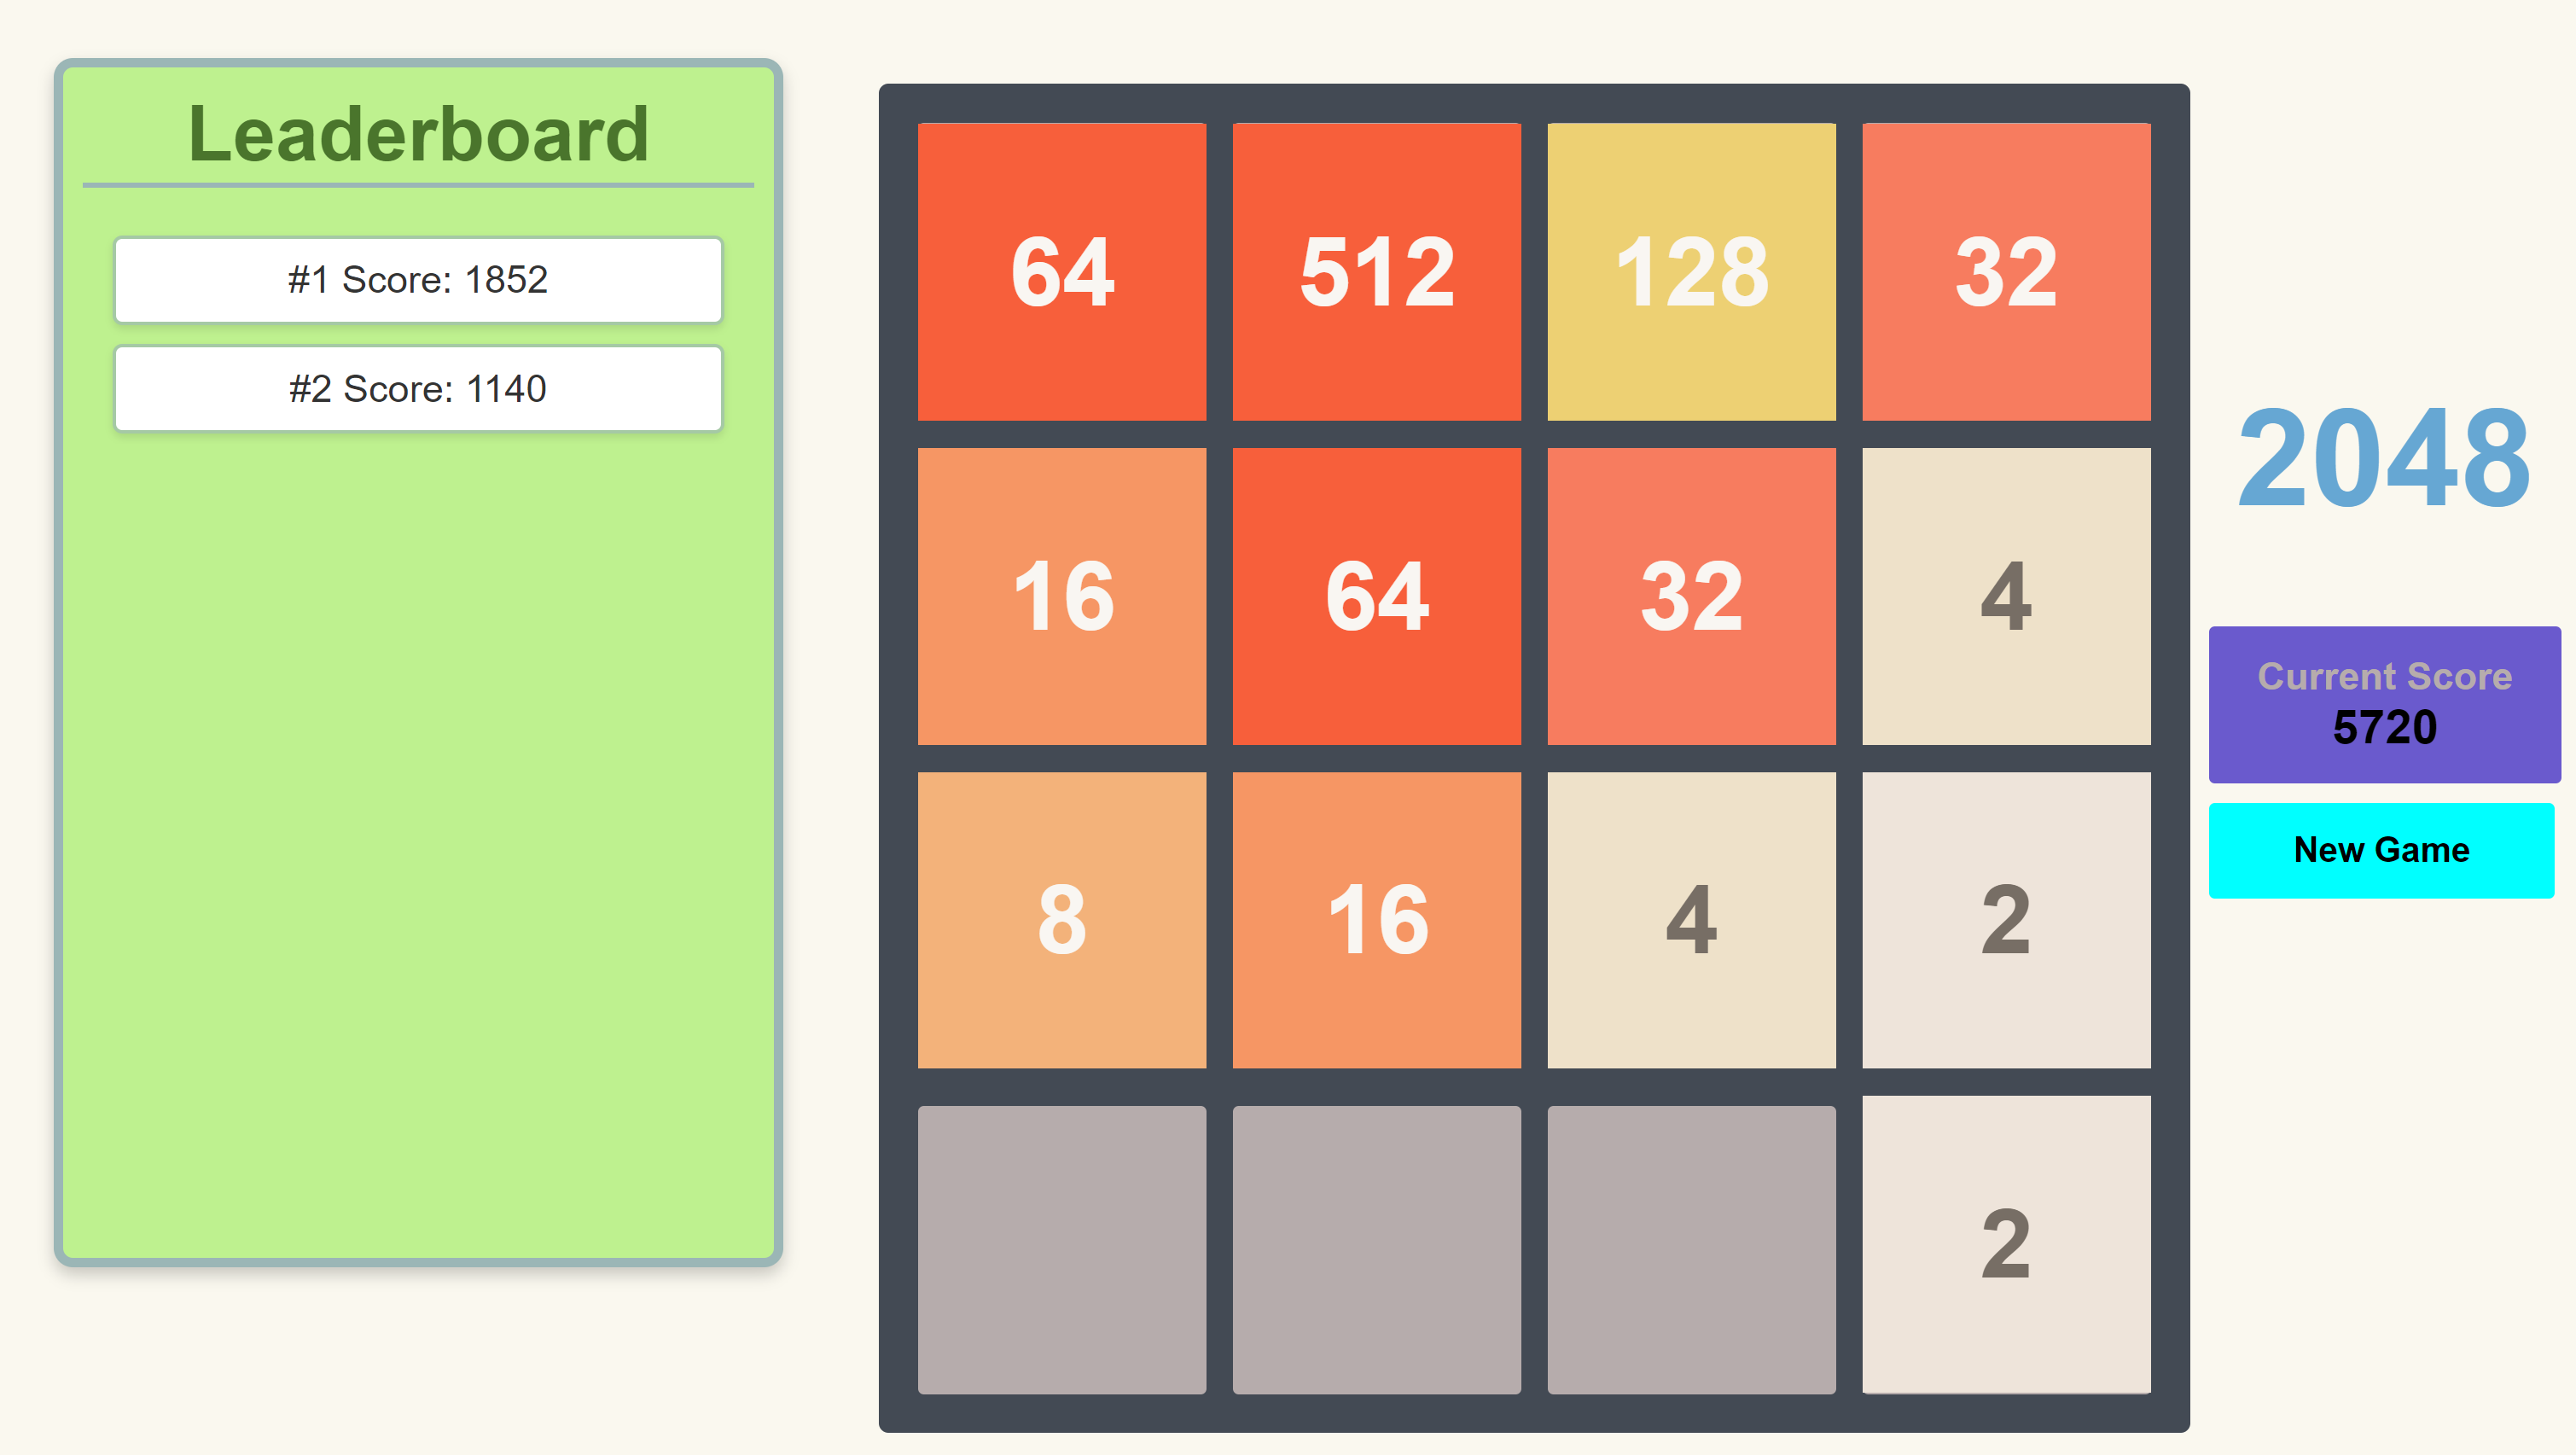 Leaderboard
#1 Score: 1852
#2 Score: 1140
64 512 128 32
16 64 32 4
8 16 4 2
2
2048
Current Score
5720
New Game